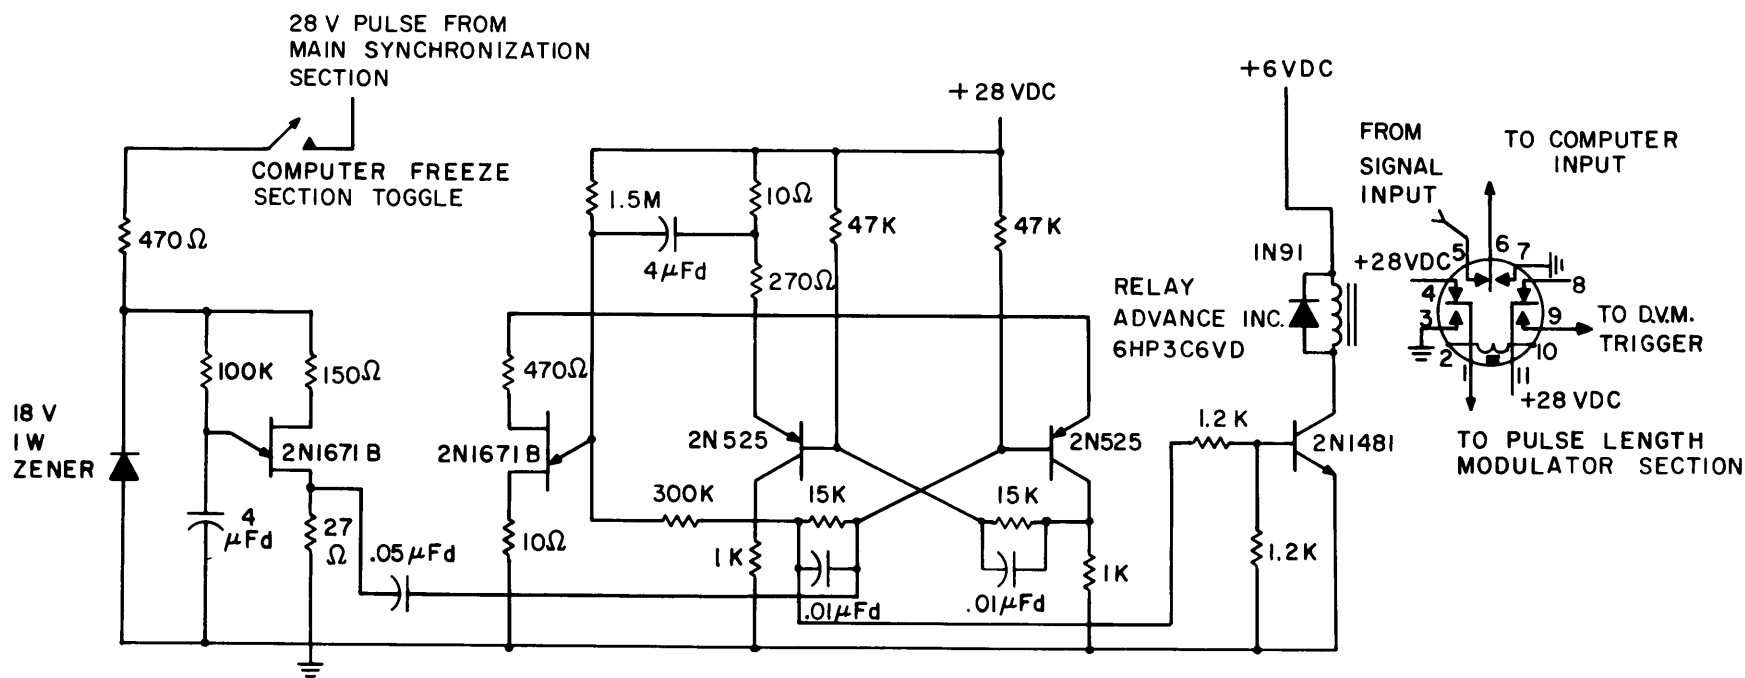 28 V PULSE FROM
MAIN SYNCHRONIZATION
SECTION
COMPUTER FREEZE
SECTION TOGGLE
470Ω
100K
150Ω
18 V
1W
ZENER
2N1671 B
4
μFd
27
Ω
.05μFd
+28 VDC
1.5M
10Ω
47K
47K
4μFd
270Ω
470Ω
2N1671B
2N525
2N525
300K
15K
15K
10Ω
1K
1K
.01μFd
.01μFd
+6VDC
1N91
RELAY
ADVANCE INC.
6HP3C6VD
1.2 K
2N1481
1.2K
FROM
SIGNAL
INPUT
TO COMPUTER
INPUT
+28VDC
5
6
7
8
4
3
9
2
10
1
11
TO D.V.M.
TRIGGER
+28 VDC
TO PULSE LENGTH
MODULATOR SECTION